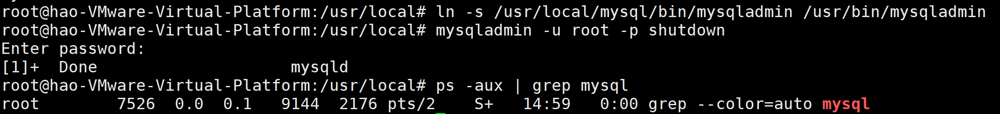 root@hao-VMware-Virtual-Platform:/usr/local# ln -s /usr/local/mysql/bin/mysqladmin /usr/bin/mysqladmin
root@hao-VMware-Virtual-Platform:/usr/local# mysqladmin -u root -p shutdown
Enter password:
[1]+  Done                    mysqld
root@hao-VMware-Virtual-Platform:/usr/local# ps -aux | grep mysql
root        7526  0.0  0.1   9144  2176 pts/2    S+   14:59   0:00 grep --color=auto mysql